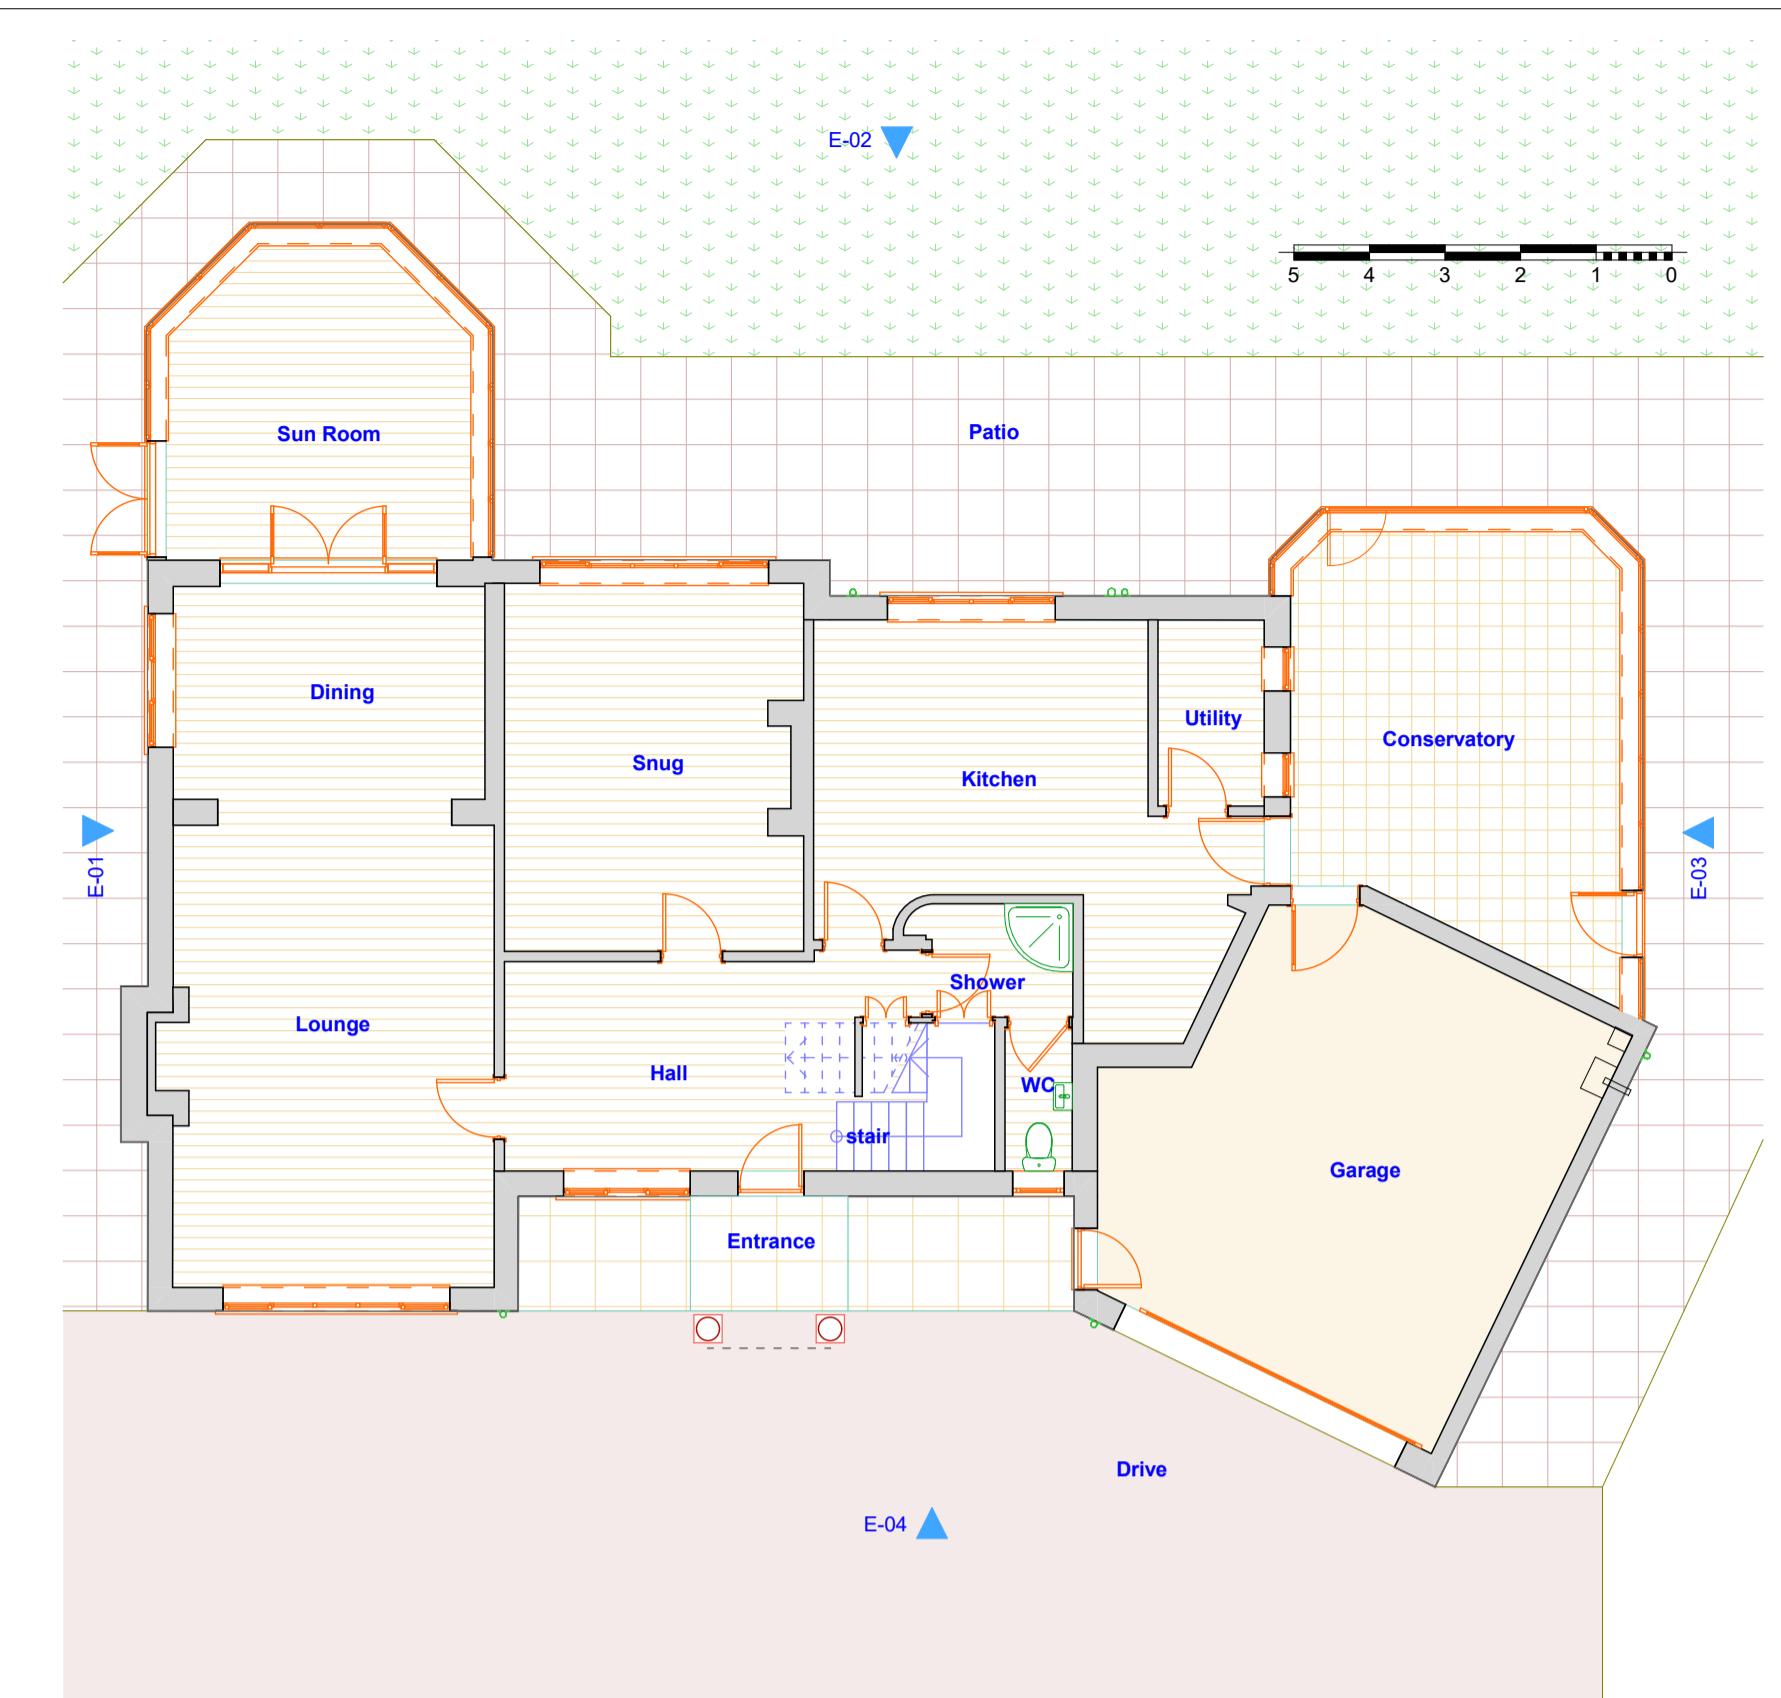 E-02
5 4 3 2 1 0
Sun Room
Patio
Dining
Utility
Conservatory
Snug
Kitchen
E-01
E-03
Shower
Lounge
Hall
WC
stair
Garage
Entrance
Drive
E-04